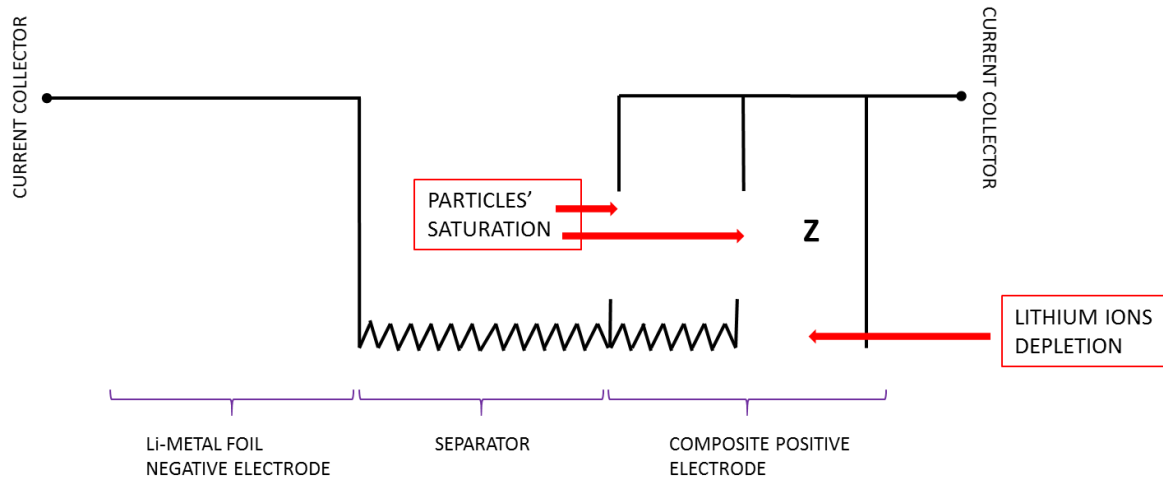 CURRENT COLLECTOR
CURRENT COLLECTOR
PARTICLES'
SATURATION
Z
LITHIUM IONS
DEPLETION
Li-METAL FOIL
NEGATIVE ELECTRODE
SEPARATOR
COMPOSITE POSITIVE
ELECTRODE